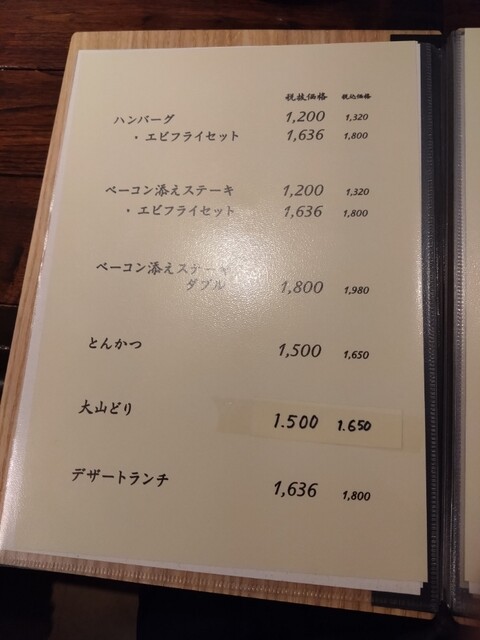 税抜価格 税込価格
ハンバーグ 1,200 1,320
・エビフライセット 1,636 1,800
ベーコン添えステーキ 1,200 1,320
・エビフライセット 1,636 1,800
ベーコン添えステーキ
ダブル 1,800 1,980
とんかつ 1,500 1,650
大山どり 1.500 1.650
デザートランチ 1,636 1,800